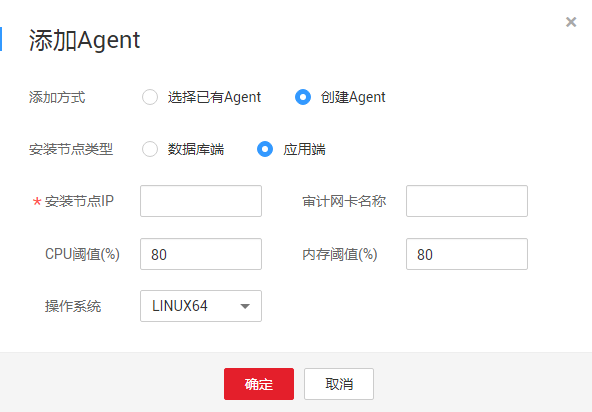 添加Agent
添加方式 选择已有Agent 创建Agent
安装节点类型 数据库端 应用端
* 安装节点IP 审计网卡名称
CPU阈值(%) 80 内存阈值(%) 80
操作系统 LINUX64
确定 取消